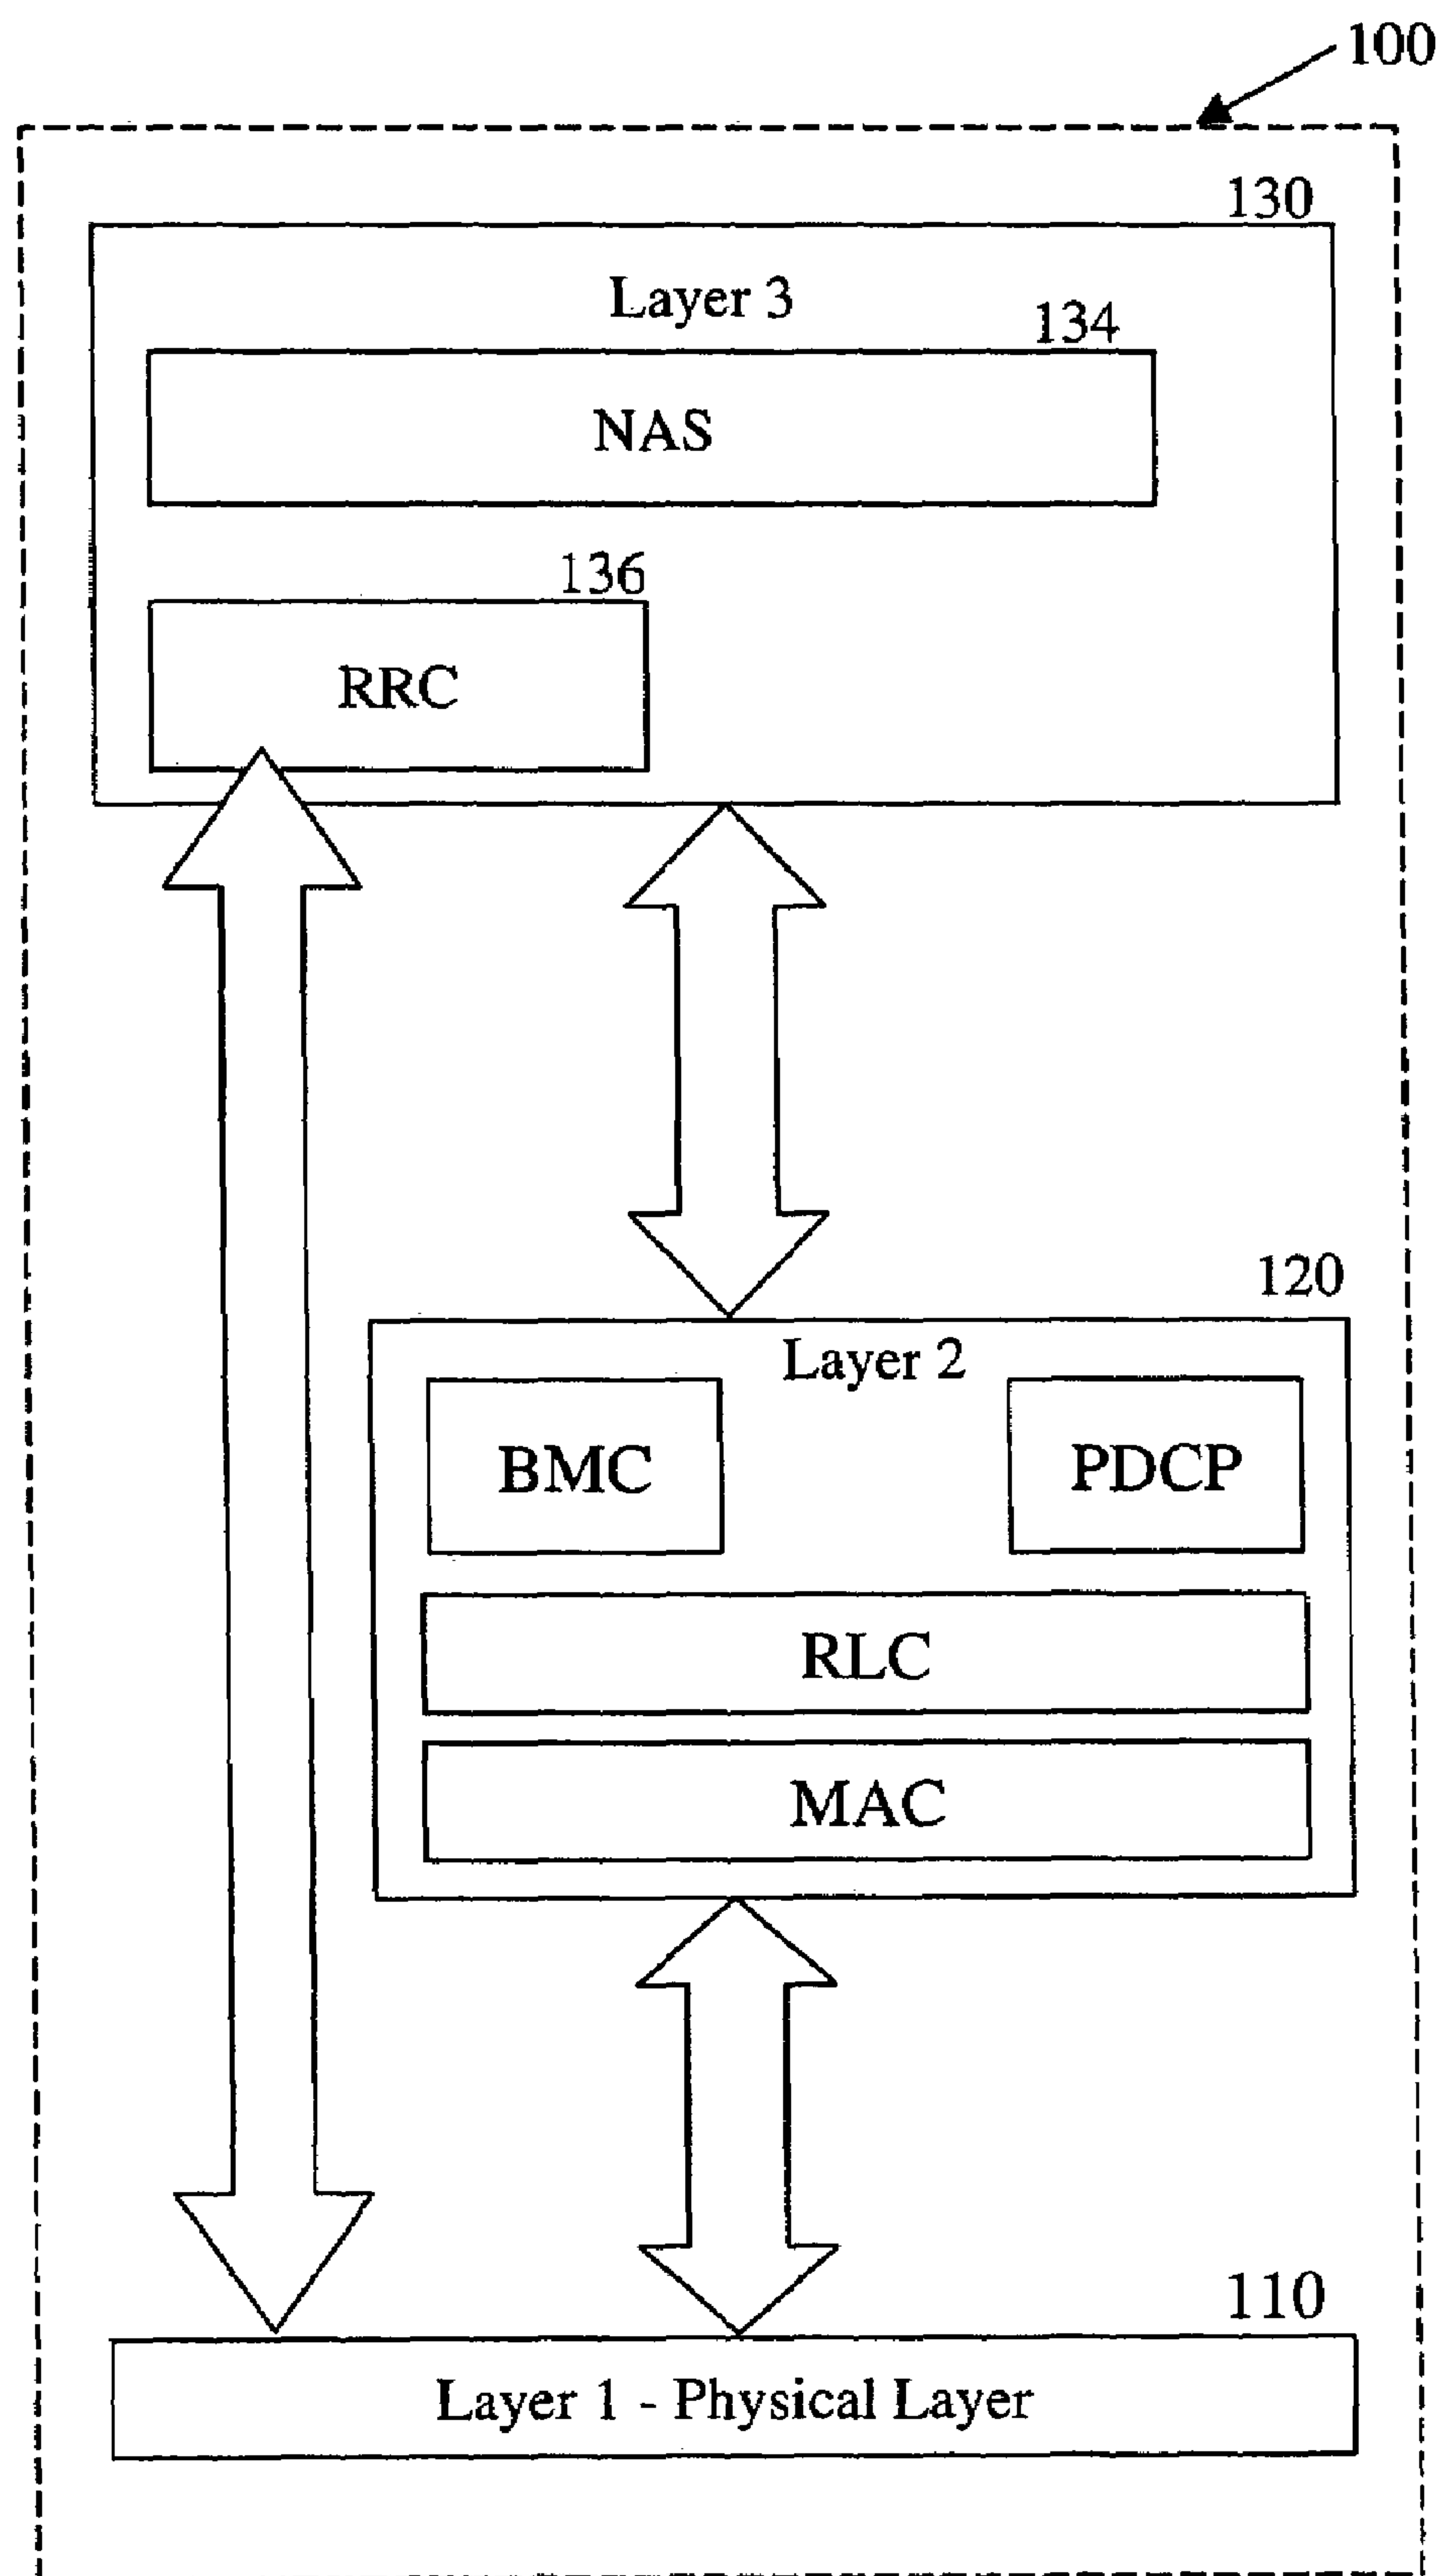 100
130
Layer 3
134
NAS
136
RRC
120
Layer 2
BMC
PDCP
RLC
MAC
110
Layer 1 - Physical Layer